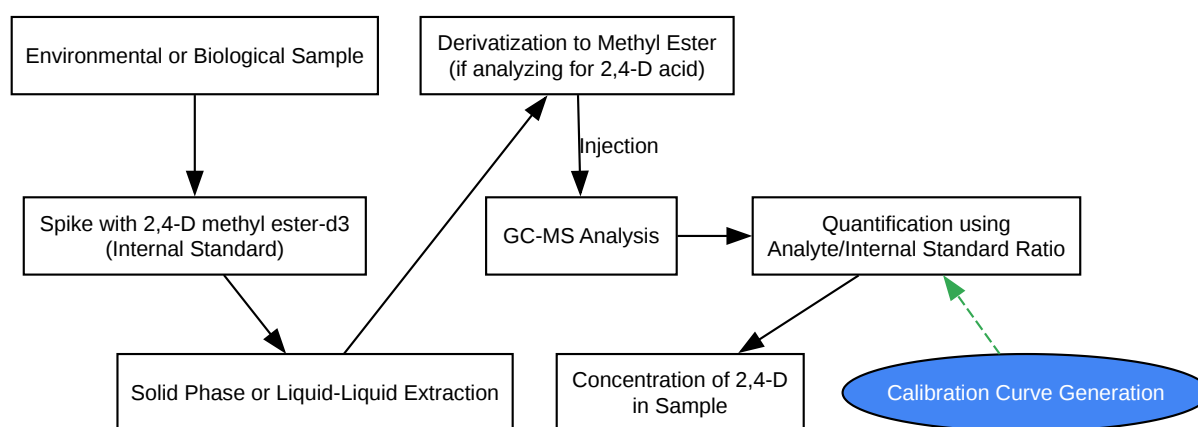 Environmental or Biological Sample
Derivatization to Methyl Ester
(if analyzing for 2,4-D acid)
Injection
Spike with 2,4-D methyl ester-d3
(Internal Standard)
GC-MS Analysis
Quantification using
Analyte/Internal Standard Ratio
Solid Phase or Liquid-Liquid Extraction
Concentration of 2,4-D
in Sample
Calibration Curve Generation